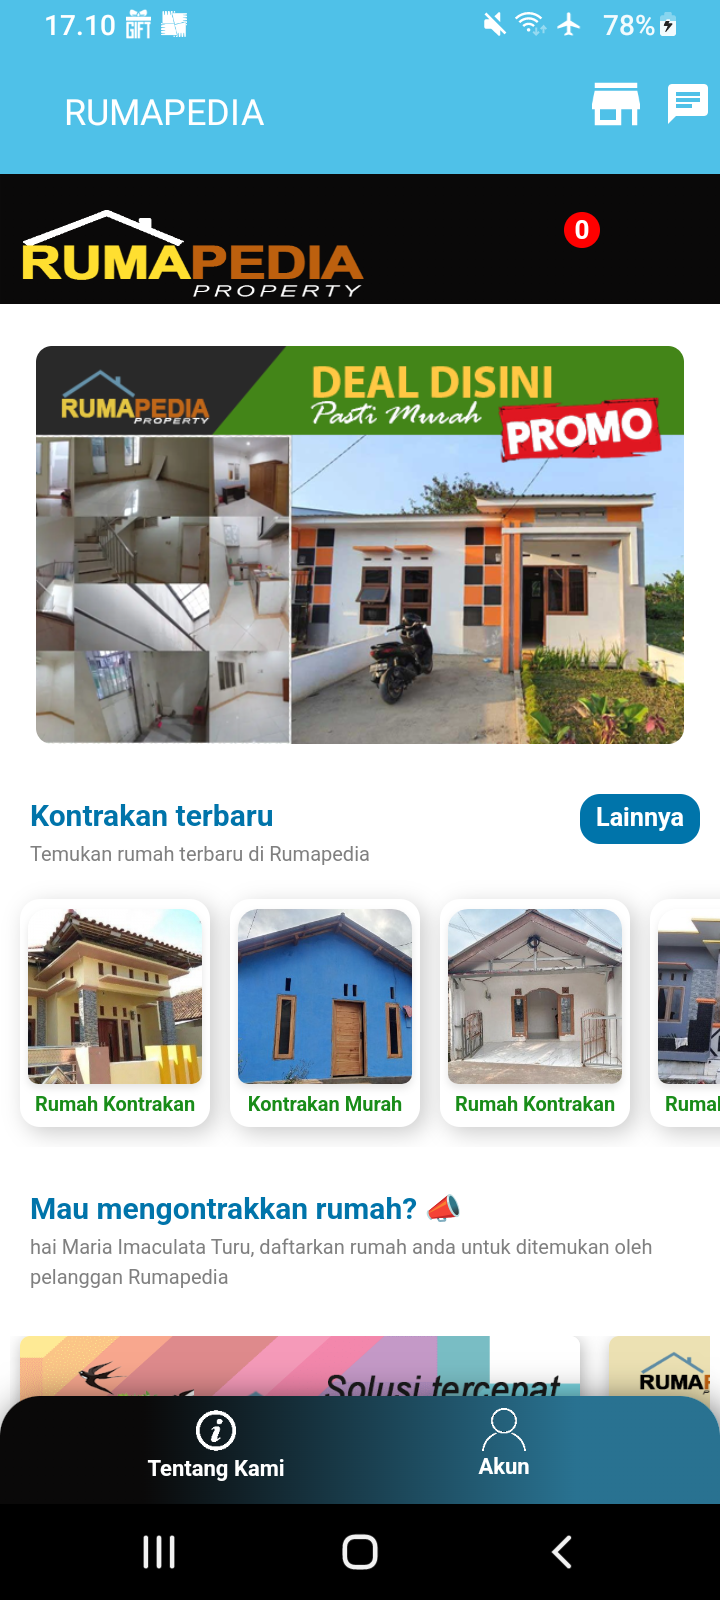 17.10 GIFT 78%
RUMAPEDIA
RUMAPEDIA
PROPERTY
0
RUMAPEDIA
PROPERTY
DEAL DISINI
Pasti Murah
PROMO
Kontrakan terbaru
Lainnya
Temukan rumah terbaru di Rumapedia
Rumah Kontrakan
Kontrakan Murah
Rumah Kontrakan
Rumal
Mau mengontrakkan rumah?
hai Maria Imaculata Turu, daftarkan rumah anda untuk ditemukan oleh
pelanggan Rumapedia
Solusi tercepat
RUMAP
Tentang Kami
Akun